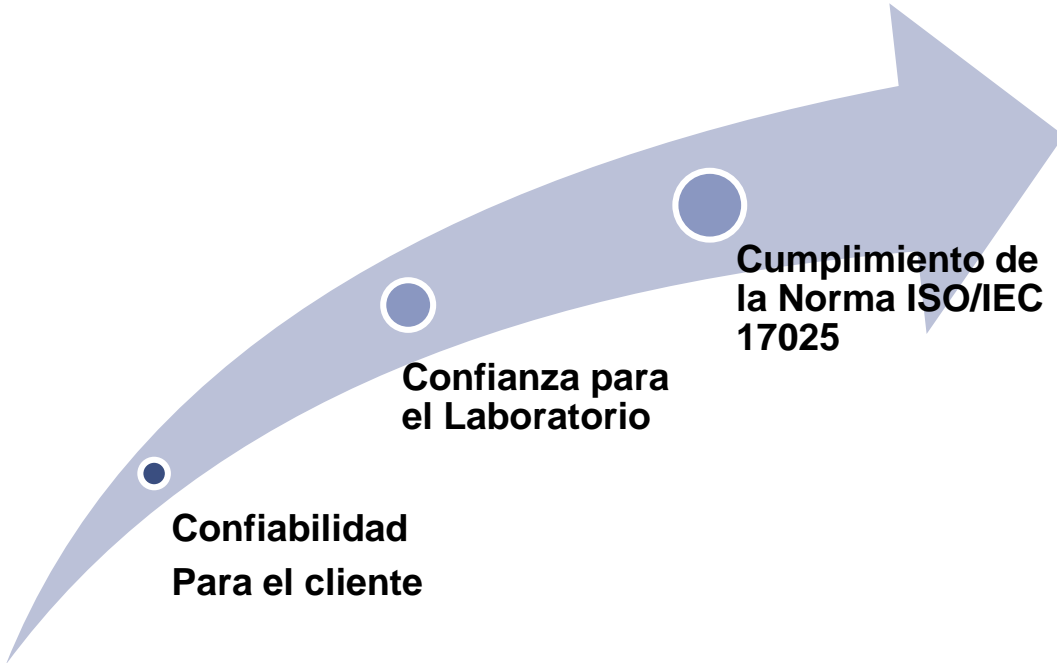 Cumplimiento de
la Norma ISO/IEC
17025
Confianza para
el Laboratorio
Confiabilidad
Para el cliente